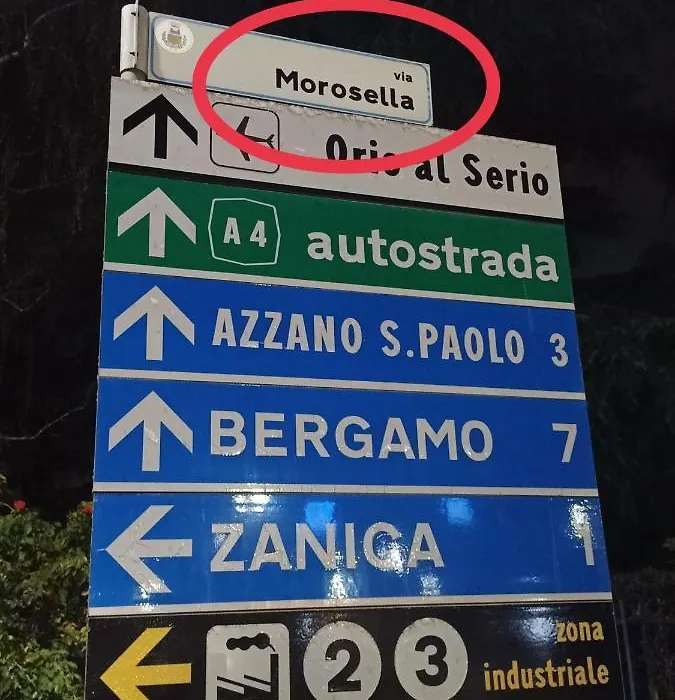 via
Morosella
Orio al Serio
A4 autostrada
AZZANO S.PAOLO 3
BERGAMO 7
ZANICA 1
2 3 zona
industriale